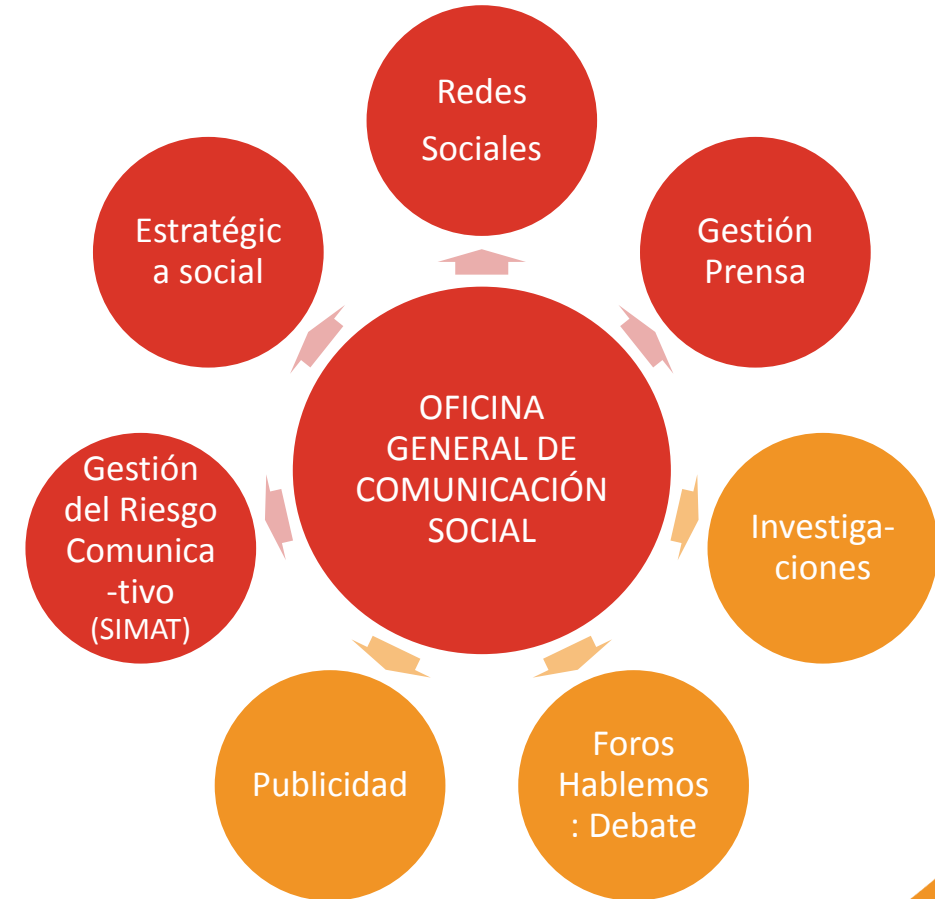 Redes
Sociales
Estratégic
a social
Gestión
Prensa
OFICINA
GENERAL DE
COMUNICACIÓN
SOCIAL
Gestión
del Riesgo
Comunica
-tivo
(SIMAT)
Investiga-
ciones
Publicidad
Foros
Hablemos
: Debate